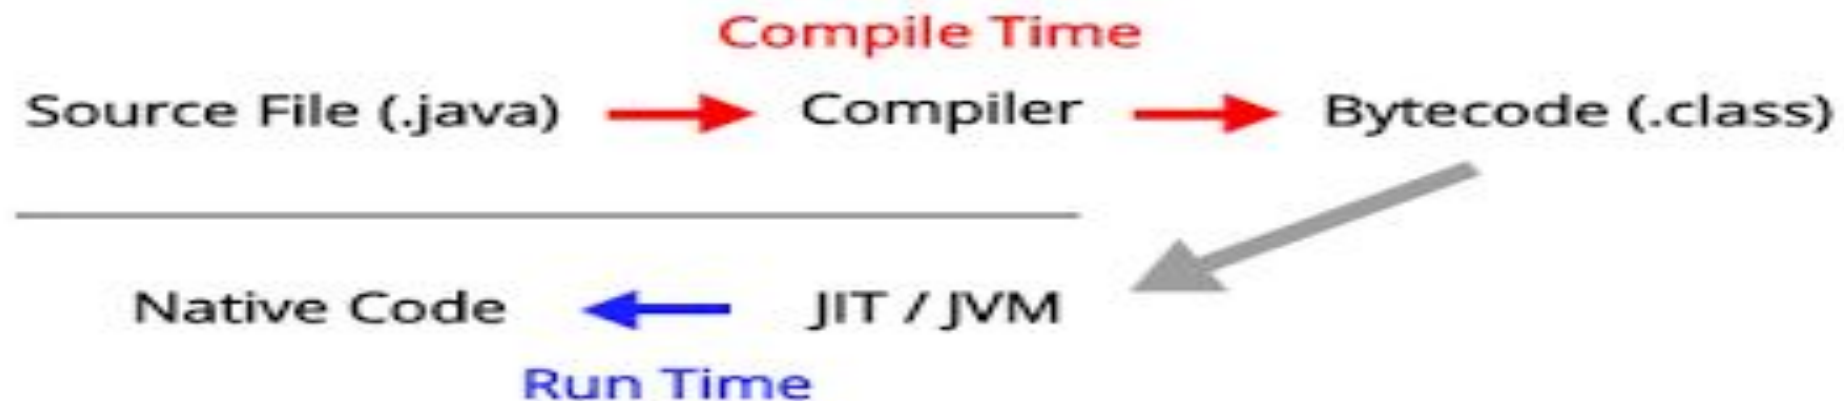 Compile Time
Source File (.java) Compiler Bytecode (.class)
Native Code JIT / JVM
Run Time